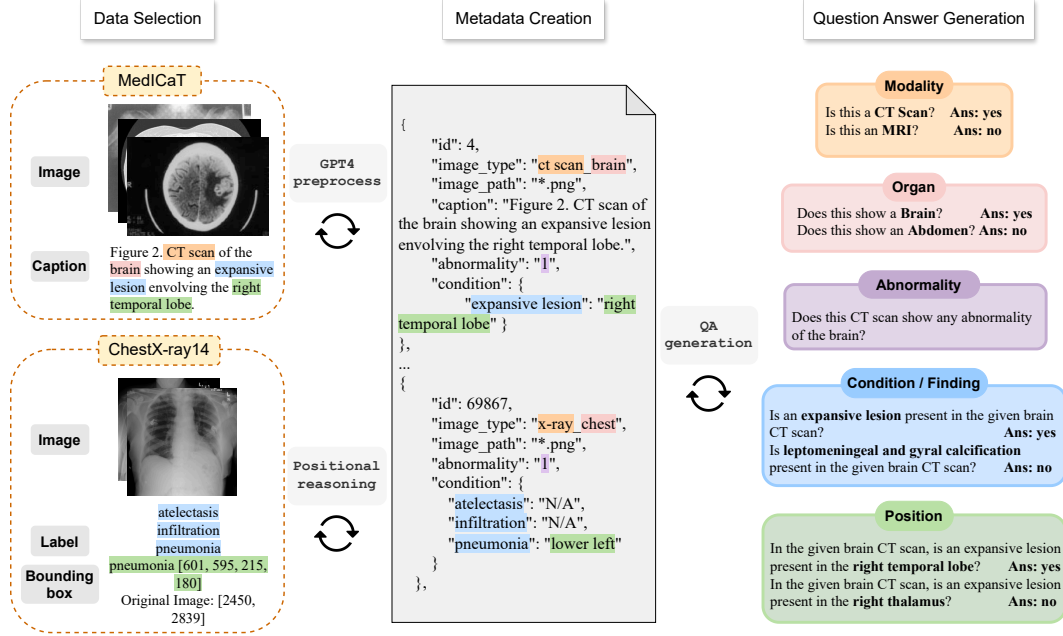 Data Selection
Metadata Creation
Question Answer Generation
MedICaT
Image
Caption
Figure 2. CT scan of the
brain showing an expansive
lesion envolving the right
temporal lobe.
ChestX-ray14
Image
Label
Bounding
box
atelectasis
infiltration
pneumonia
pneumonia [601, 595, 215,
180]
Original Image: [2450,
2839]
GPT4
preprocess
Positional
reasoning
{
"id": 4,
"image_type": "ct scan_brain",
"image_path": "*.png",
"caption": "Figure 2. CT scan of
the brain showing an expansive lesion
envolving the right temporal lobe.",
"abnormality": "1",
"condition": {
"expansive lesion": "right
temporal lobe" }
},
...
{
"id": 69867,
"image_type": "x-ray_chest",
"image_path": "*.png",
"abnormality": "1",
"condition": {
"atelectasis": "N/A",
"infiltration": "N/A",
"pneumonia": "lower left"
}
},
QA
generation
Modality
Is this a CT Scan? Ans: yes
Is this an MRI? Ans: no
Organ
Does this show a Brain? Ans: yes
Does this show an Abdomen? Ans: no
Abnormality
Does this CT scan show any abnormality
of the brain?
Condition / Finding
Is an expansive lesion present in the given brain
CT scan? Ans: yes
Is leptomeningeal and gyral calcification
present in the given brain CT scan? Ans: no
Position
In the given brain CT scan, is an expansive lesion
present in the right temporal lobe? Ans: yes
In the given brain CT scan, is an expansive lesion
present in the right thalamus? Ans: no